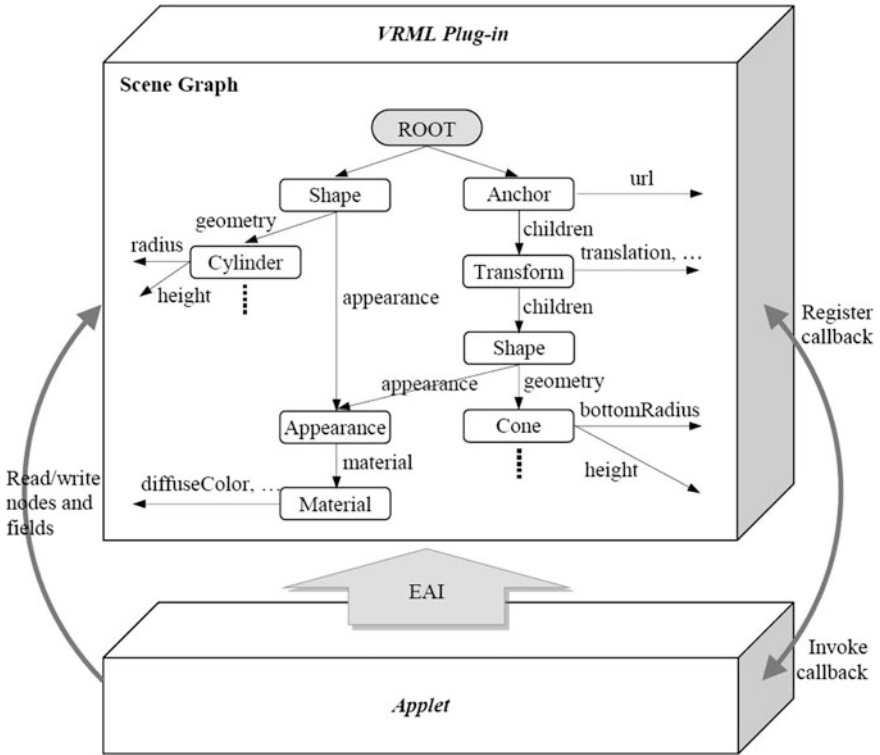 VRML Plug-in
Scene Graph
ROOT
Shape
Anchor
url
geometry
children
radius
Cylinder
Transform
translation, ...
height
appearance
children
Shape
Register
callback
appearance
geometry
bottomRadius
Appearance
Cone
material
height
Read/write
nodes and
fields
diffuseColor, ...
Material
EAI
Invoke
callback
Applet